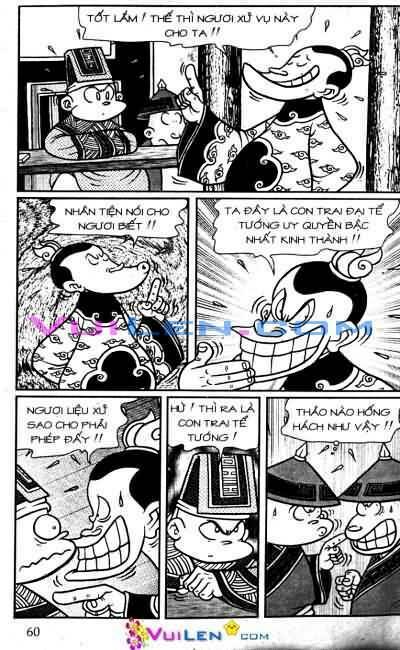 TỐT LẮM! THẾ THÌ NGƯƠI XỬ VỤ NÀY
CHO TA!!
NHÂN TIỆN NÓI CHO
NGƯƠI BIẾT!!
TA ĐÂY LÀ CON TRAI ĐẠI TỂ
TƯỚNG UY QUYỀN BẬC
NHẤT KINH THÀNH!!
VuiLen.com
NGƯƠI LIỆU XỬ
SAO CHO PHẢI
PHÉP ĐẤY!!
HỪ! THÌ RA LÀ
CON TRAI TỂ
TƯỚNG!
THẢO NÀO HỐNG
HÁCH NHƯ VẬY!!
60
VuiLen.com